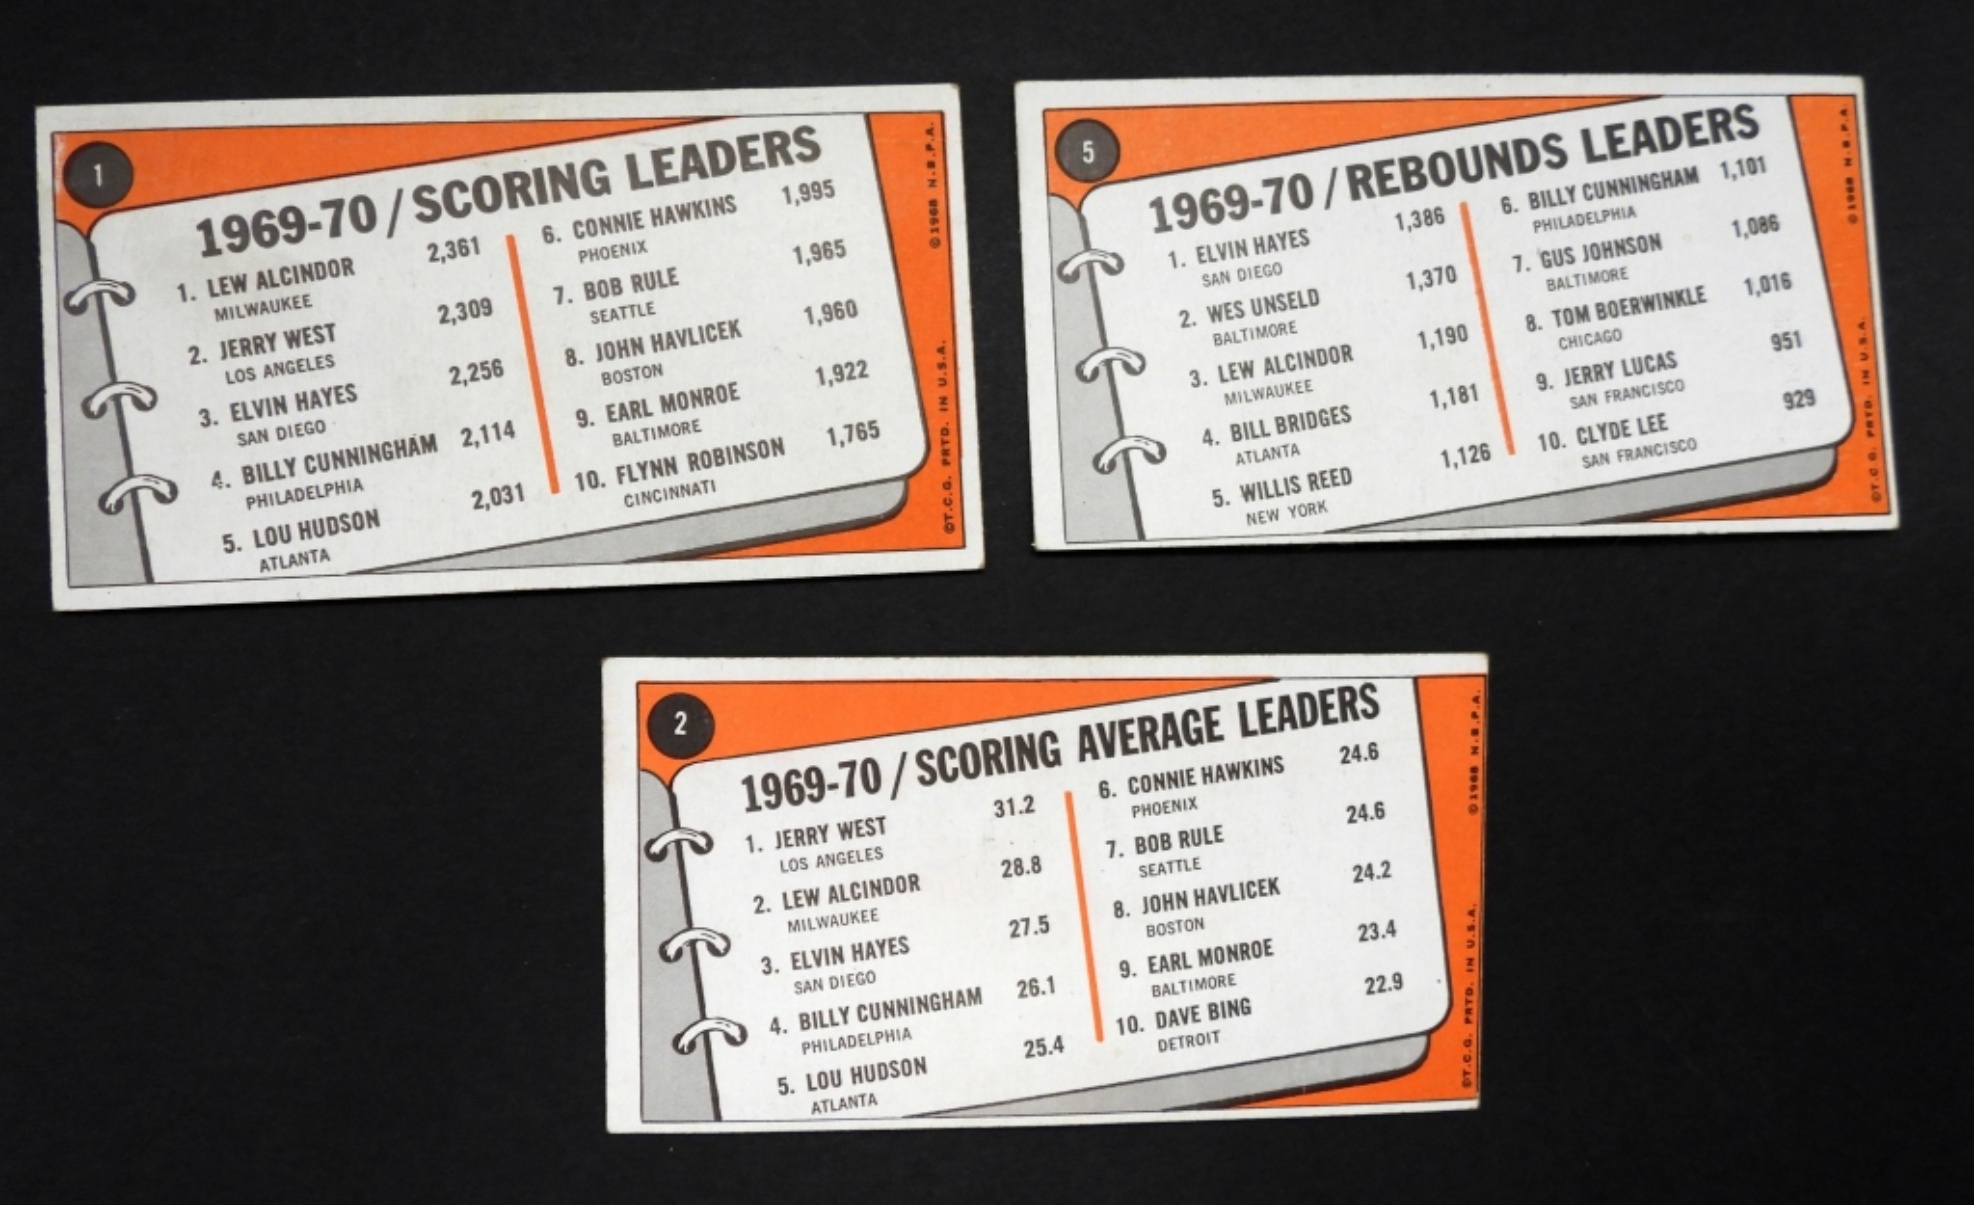 1
1969-70 / SCORING LEADERS
1. LEW ALCINDOR 2,361
MILWAUKEE
2. JERRY WEST 2,309
LOS ANGELES
3. ELVIN HAYES 2,256
SAN DIEGO
4. BILLY CUNNINGHAM 2,114
PHILADELPHIA
5. LOU HUDSON 2,031
ATLANTA
6. CONNIE HAWKINS 1,995
PHOENIX
7. BOB RULE 1,965
SEATTLE
8. JOHN HAVLICEK 1,960
BOSTON
9. EARL MONROE 1,922
BALTIMORE
10. FLYNN ROBINSON 1,765
CINCINNATI
©T.C.G. PRTD. IN U.S.A. ©1968 N.B.P.A.
5
1969-70 / REBOUNDS LEADERS
1. ELVIN HAYES 1,386
SAN DIEGO
2. WES UNSELD 1,370
BALTIMORE
3. LEW ALCINDOR 1,190
MILWAUKEE
4. BILL BRIDGES 1,181
ATLANTA
5. WILLIS REED 1,126
NEW YORK
6. BILLY CUNNINGHAM 1,101
PHILADELPHIA
7. GUS JOHNSON 1,086
BALTIMORE
8. TOM BOERWINKLE 1,016
CHICAGO
9. JERRY LUCAS 951
SAN FRANCISCO
10. CLYDE LEE 929
SAN FRANCISCO
©T.C.G. PRTD. IN U.S.A. ©1968 N.B.P.A.
2
1969-70 / SCORING AVERAGE LEADERS
1. JERRY WEST 31.2
LOS ANGELES
2. LEW ALCINDOR 28.8
MILWAUKEE
3. ELVIN HAYES 27.5
SAN DIEGO
4. BILLY CUNNINGHAM 26.1
PHILADELPHIA
5. LOU HUDSON 25.4
ATLANTA
6. CONNIE HAWKINS 24.6
PHOENIX
7. BOB RULE 24.6
SEATTLE
8. JOHN HAVLICEK 24.2
BOSTON
9. EARL MONROE 23.4
BALTIMORE
10. DAVE BING 22.9
DETROIT
©T.C.G. PRTD. IN U.S.A. ©1968 N.B.P.A.